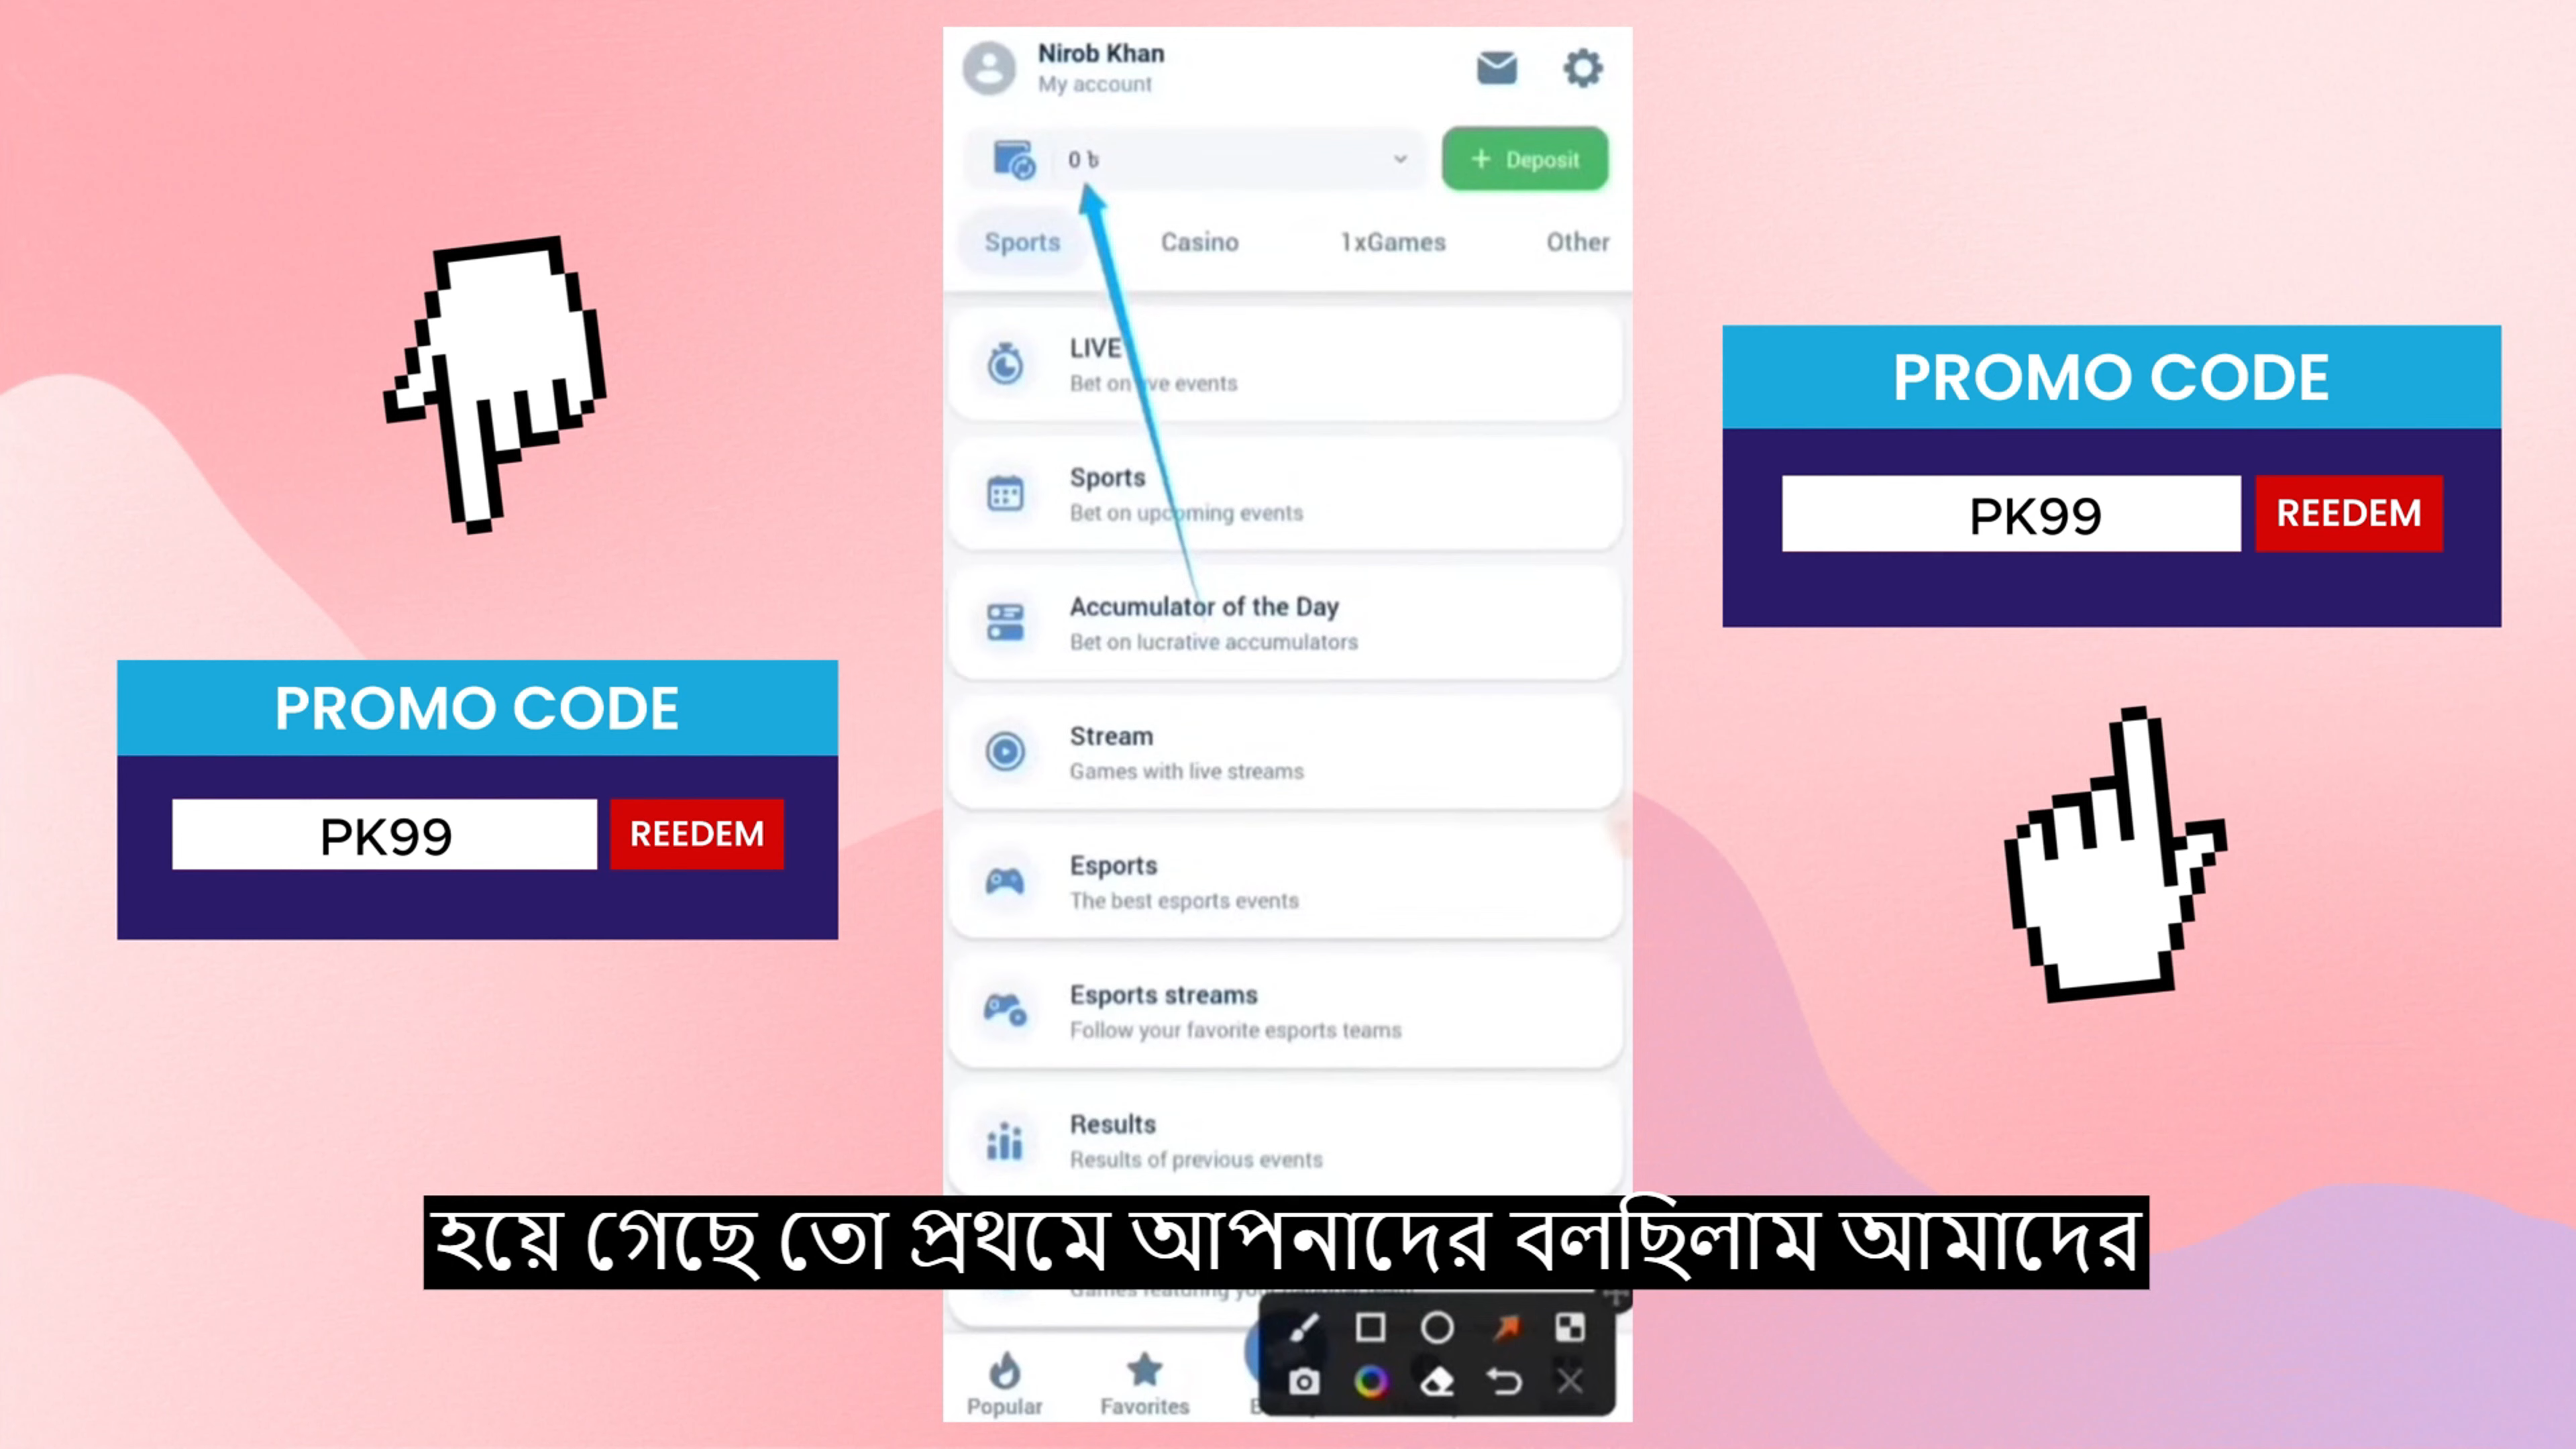 Nirob Khan
My account
0 ৳
+ Deposit
Sports
Casino
1xGames
Other
LIVE
Bet on live events
Sports
Bet on upcoming events
Accumulator of the Day
Bet on lucrative accumulators
Stream
Games with live streams
Esports
The best esports events
Esports streams
Follow your favorite esports teams
Results
Results of previous events
Popular
Favorites
PROMO CODE
PK99
REEDEM
PROMO CODE
PK99
REEDEM
হয়ে গেছে তো প্রথমে আপনাদের বলছিলাম আমাদের